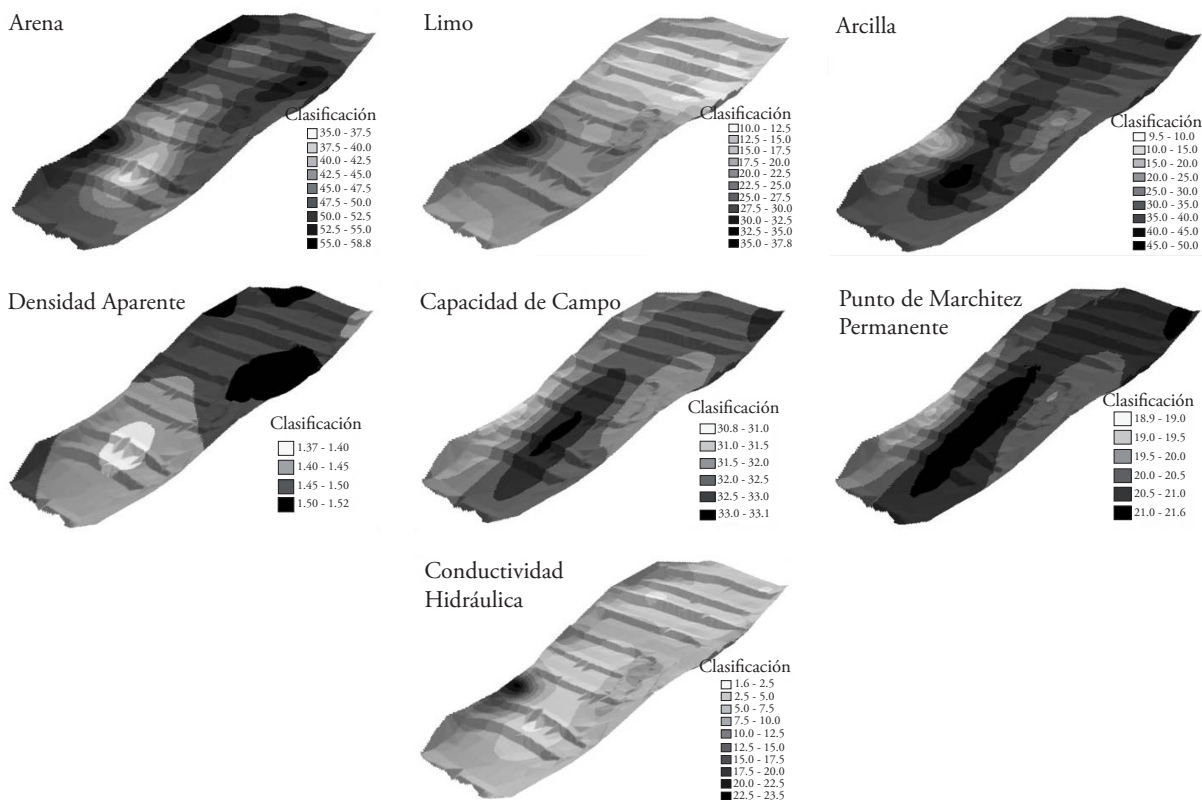 Arena
Clasificación
35.0 - 37.5
37.5 - 40.0
40.0 - 42.5
42.5 - 45.0
45.0 - 47.5
47.5 - 50.0
50.0 - 52.5
52.5 - 55.0
55.0 - 58.8
Limo
Clasificación
10.0 - 12.5
12.5 - 15.0
15.0 - 17.5
17.5 - 20.0
20.0 - 22.5
22.5 - 25.0
25.0 - 27.5
27.5 - 30.0
30.0 - 32.5
32.5 - 35.0
35.0 - 37.8
Arcilla
Clasificación
9.5 - 10.0
10.0 - 15.0
15.0 - 20.0
20.0 - 25.0
25.0 - 30.0
30.0 - 35.0
35.0 - 40.0
40.0 - 45.0
45.0 - 50.0
Densidad Aparente
Clasificación
1.37 - 1.40
1.40 - 1.45
1.45 - 1.50
1.50 - 1.52
Capacidad de Campo
Clasificación
30.8 - 31.0
31.0 - 31.5
31.5 - 32.0
32.0 - 32.5
32.5 - 33.0
33.0 - 33.1
Punto de Marchitez
Permanente
Clasificación
18.9 - 19.0
19.0 - 19.5
19.5 - 20.0
20.0 - 20.5
20.5 - 21.0
21.0 - 21.6
Conductividad
Hidráulica
Clasificación
1.6 - 2.5
2.5 - 5.0
5.0 - 7.5
7.5 - 10.0
10.0 - 12.5
12.5 - 15.0
15.0 - 17.5
17.5 - 20.0
20.0 - 22.5
22.5 - 23.5